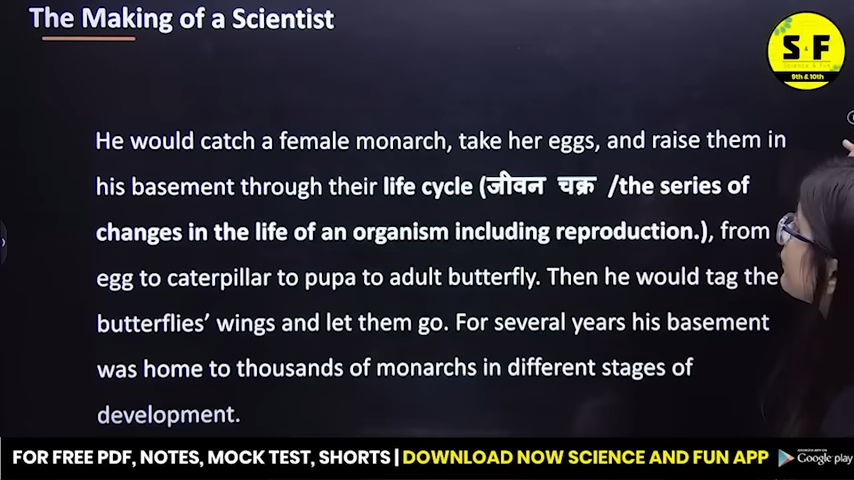 The Making of a Scientist
S & F
Science & Fun
9th & 10th
He would catch a female monarch, take her eggs, and raise them in
his basement through their life cycle (जीवन चक्र /the series of
changes in the life of an organism including reproduction.), from
egg to caterpillar to pupa to adult butterfly. Then he would tag the
butterflies’ wings and let them go. For several years his basement
was home to thousands of monarchs in different stages of
development.
FOR FREE PDF, NOTES, MOCK TEST, SHORTS | DOWNLOAD NOW SCIENCE AND FUN APP
Google play